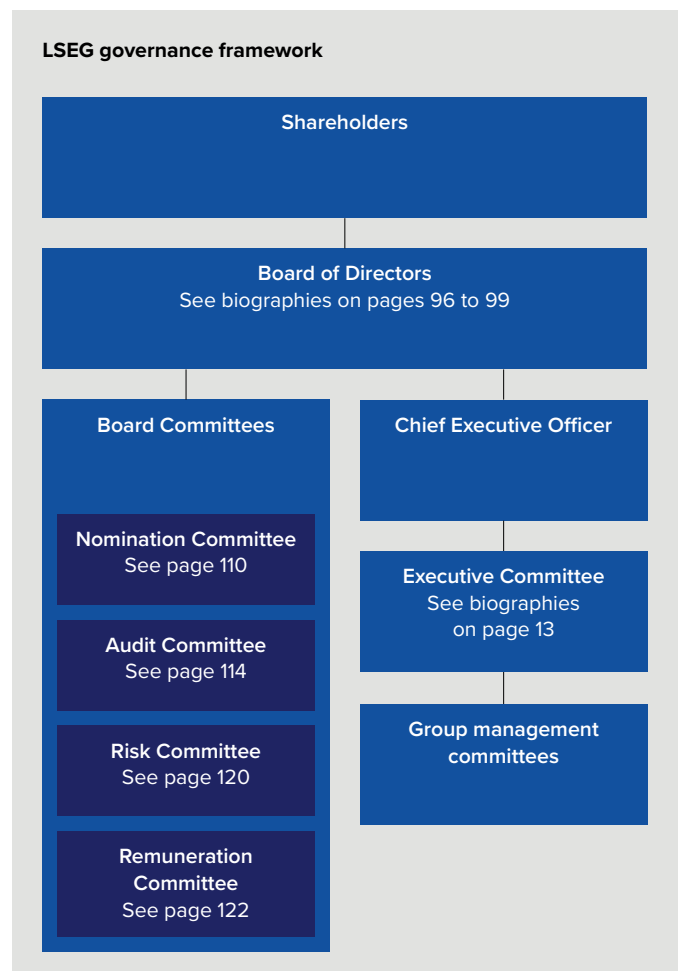 LSEG governance framework
Shareholders
Board of Directors
See biographies on pages 96 to 99
Board Committees
Nomination Committee
See page 110
Audit Committee
See page 114
Risk Committee
See page 120
Remuneration
Committee
See page 122
Chief Executive Officer
Executive Committee
See biographies
on page 13
Group management
committees